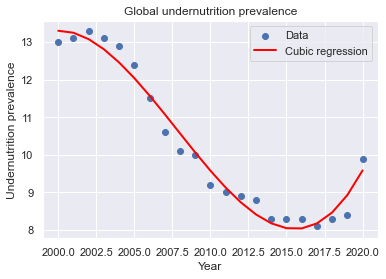 Global undernutrition prevalence
Data
Cubic regression
Undernutrition prevalence
13
12
11
10
9
8
2000.0 2002.5 2005.0 2007.5 2010.0 2012.5 2015.0 2017.5 2020.0
Year